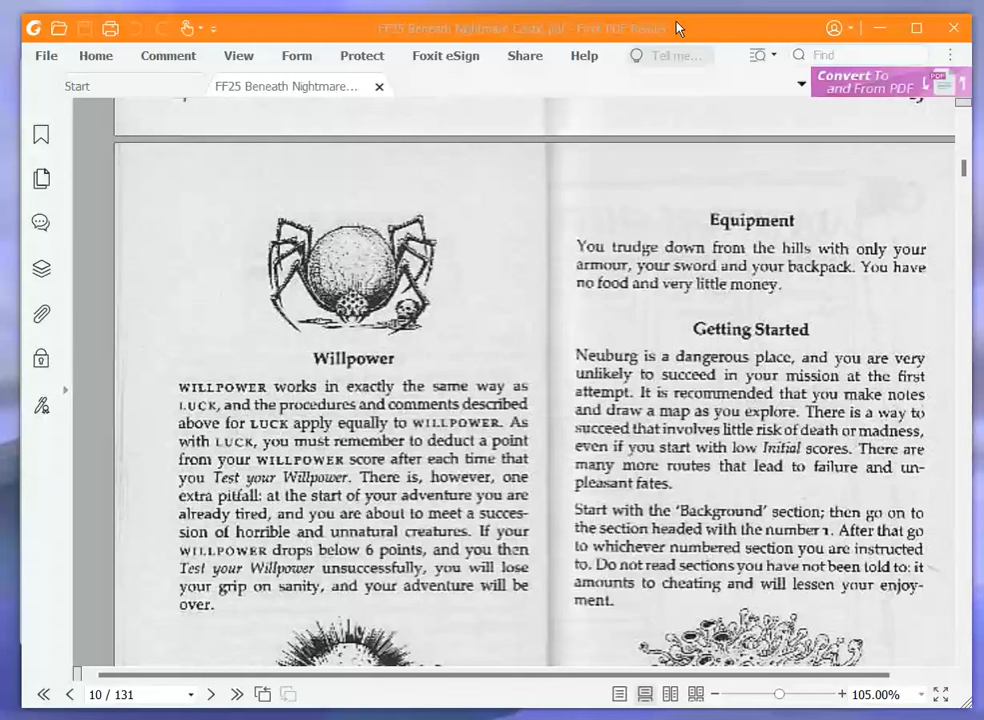 FF25 Beneath Nightmare Castle.pdf - Foxit PDF Reader
File Home Comment View Form Protect Foxit eSign Share Help Tell me... Find
Start FF25 Beneath Nightmare... Convert To
and From PDF
PDF
Willpower
WILLPOWER works in exactly the same way as
LUCK, and the procedures and comments described
above for LUCK apply equally to WILLPOWER. As
with LUCK, you must remember to deduct a point
from your WILLPOWER score after each time that
you Test your Willpower. There is, however, one
extra pitfall: at the start of your adventure you are
already tired, and you are about to meet a succes-
sion of horrible and unnatural creatures. If your
WILLPOWER drops below 6 points, and you then
Test your Willpower unsuccessfully, you will lose
your grip on sanity, and your adventure will be
over.
Equipment
You trudge down from the hills with only your
armour, your sword and your backpack. You have
no food and very little money.
Getting Started
Neuburg is a dangerous place, and you are very
unlikely to succeed in your mission at the first
attempt. It is recommended that you make notes
and draw a map as you explore. There is a way to
succeed that involves little risk of death or madness,
even if you start with low Initial scores. There are
many more routes that lead to failure and un-
pleasant fates.
Start with the 'Background' section; then go on to
the section headed with the number 1. After that go
to whichever numbered section you are instructed
to. Do not read sections you have not been told to: it
amounts to cheating and will lessen your enjoy-
ment.
10 / 131 105.00%